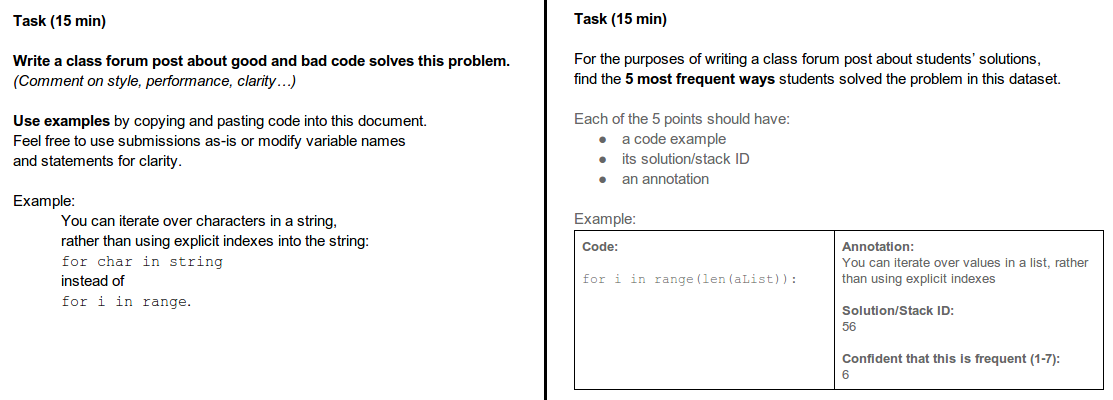 Task (15 min)
Write a class forum post about good and bad code solves this problem.
(Comment on style, performance, clarity…)
Use examples by copying and pasting code into this document.
Feel free to use submissions as-is or modify variable names
and statements for clarity.
Example:
You can iterate over characters in a string,
rather than using explicit indexes into the string:
for char in string
instead of
for i in range.
Task (15 min)
For the purposes of writing a class forum post about students’ solutions,
find the 5 most frequent ways students solved the problem in this dataset.
Each of the 5 points should have:
● a code example
● its solution/stack ID
● an annotation
Example:
Code:
for i in range(len(aList)):
Annotation:
You can iterate over values in a list, rather
than using explicit indexes
Solution/Stack ID:
56
Confident that this is frequent (1-7):
6